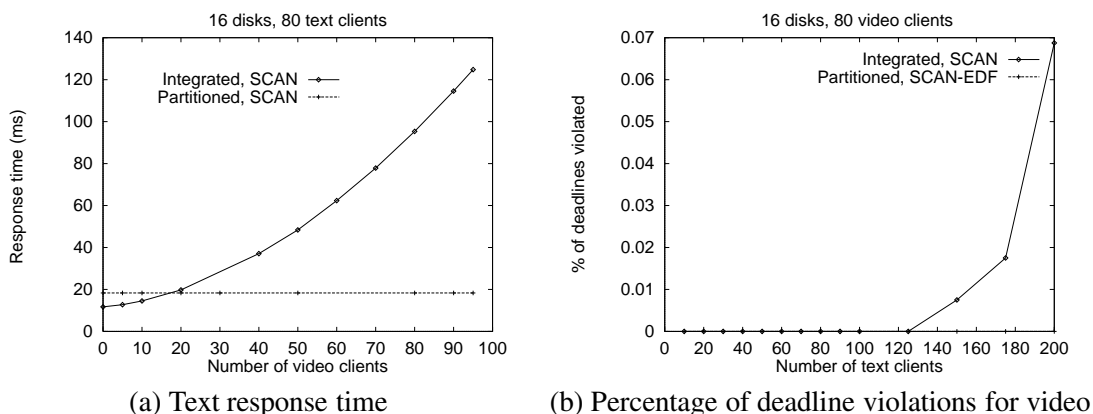 16 disks, 80 text clients
140
120
100
80
60
40
20
0
Response time (ms)
Integrated, SCAN
Partitioned, SCAN
0 10 20 30 40 50 60 70 80 90 100
Number of video clients
(a) Text response time
16 disks, 80 video clients
0.07
0.06
0.05
0.04
0.03
0.02
0.01
0
% of deadlines violated
Integrated, SCAN
Partitioned, SCAN-EDF
0 20 40 60 80 100 120 140 160 180 200
Number of text clients
(b) Percentage of deadline violations for video